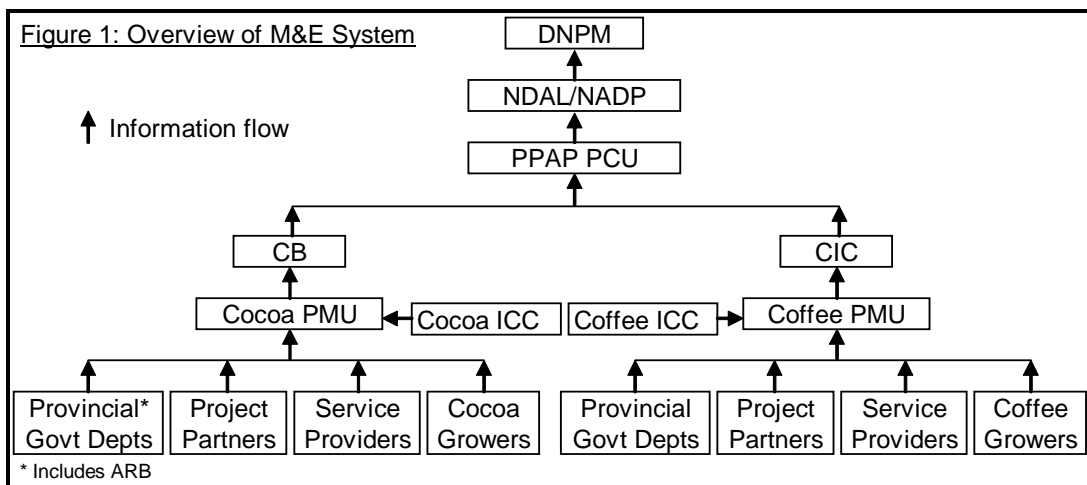 Figure 1: Overview of M&E System
DNPM
NDAL/NADP
Information flow
PPAP PCU
CB
CIC
Cocoa PMU
Cocoa ICC
Coffee ICC
Coffee PMU
Provincial*
Govt Depts
Project
Partners
Service
Providers
Cocoa
Growers
Provincial
Govt Depts
Project
Partners
Service
Providers
Coffee
Growers
* Includes ARB